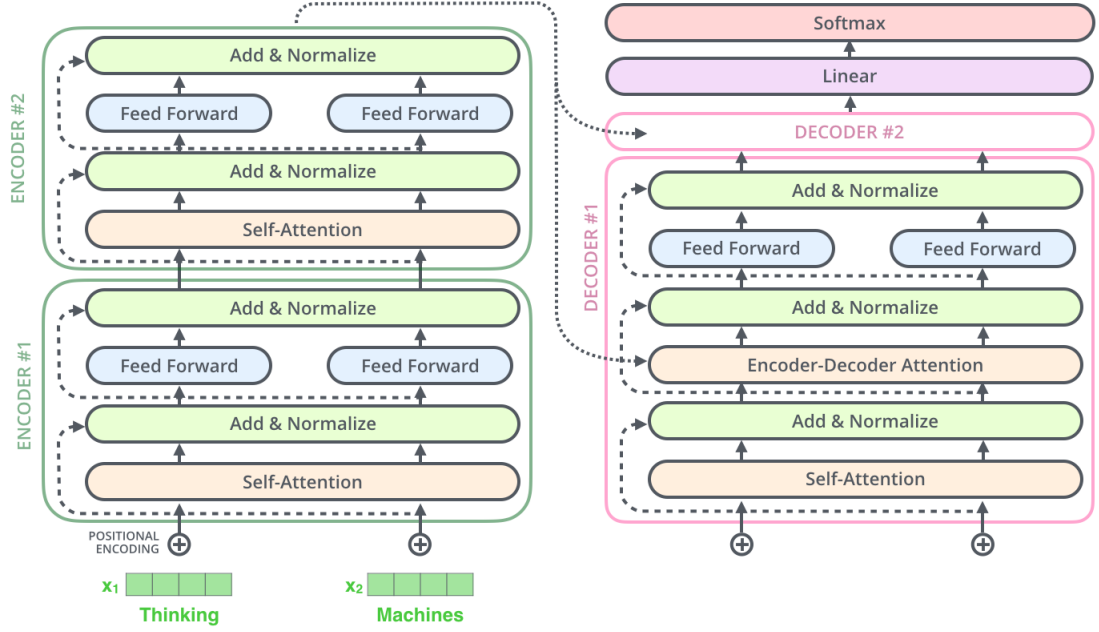 ENCODER #2
Add & Normalize
Feed Forward
Feed Forward
Add & Normalize
Self-Attention
ENCODER #1
Add & Normalize
Feed Forward
Feed Forward
Add & Normalize
Self-Attention
POSITIONAL
ENCODING
x₁
x₂
Thinking
Machines
Softmax
Linear
DECODER #2
DECODER #1
Add & Normalize
Feed Forward
Feed Forward
Add & Normalize
Encoder-Decoder Attention
Add & Normalize
Self-Attention